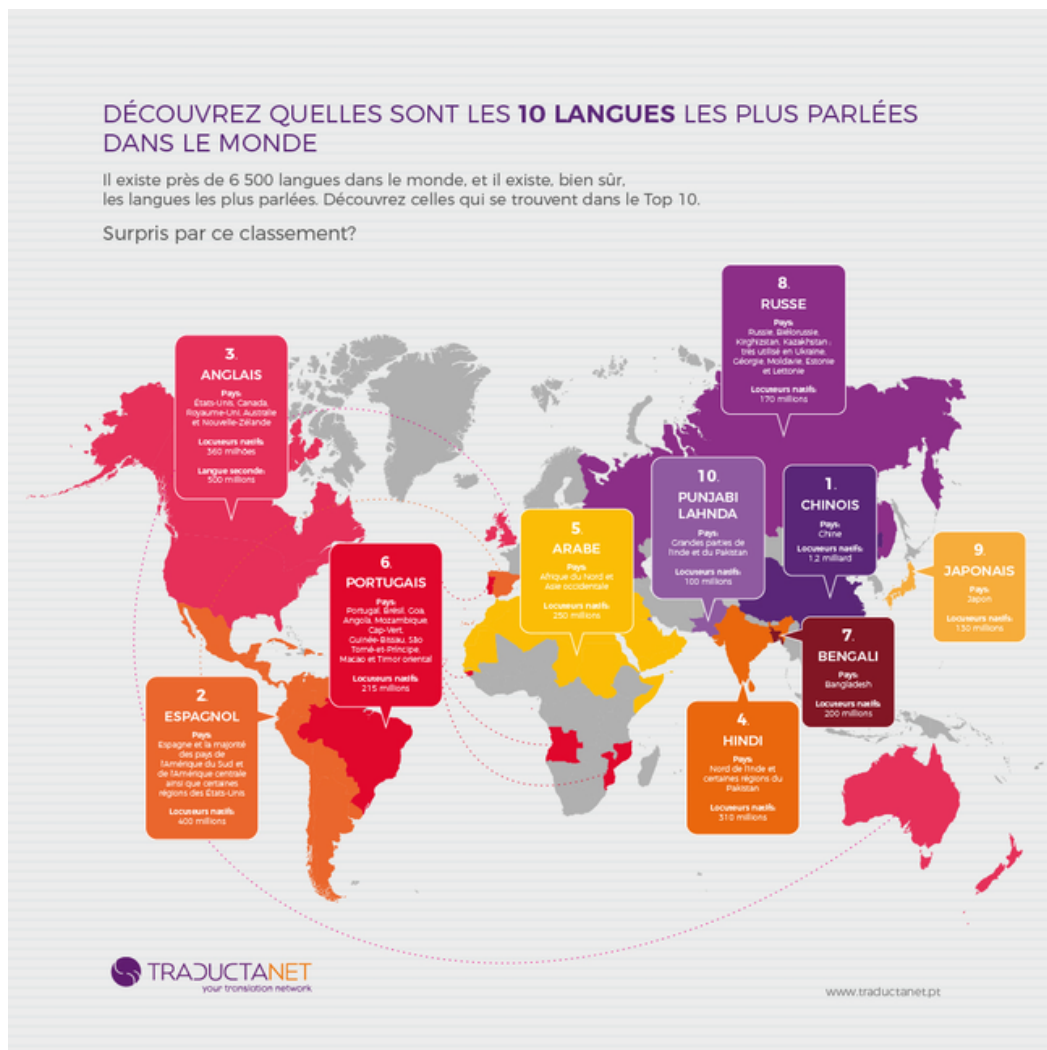 DÉCOUVREZ QUELLES SONT LES 10 LANGUES LES PLUS PARLÉES
DANS LE MONDE
Il existe près de 6 500 langues dans le monde, et il existe, bien sûr,
les langues les plus parlées. Découvrez celles qui se trouvent dans le Top 10.
Surpris par ce classement?
8.
RUSSE
Pays:
Russie, Biélorussie,
Kirghizistan, Kazakhstan ;
très utilisé en Ukraine,
Géorgie, Moldavie, Estonie
et Lettonie
Locuteurs natifs:
170 millions
3.
ANGLAIS
Pays:
États-Unis, Canada,
Royaume-Uni, Australie
et Nouvelle-Zélande
Locuteurs natifs:
360 milhões
Langue seconde:
500 millions
10.
PUNJABI
LAHNDA
Pays:
Grandes parties de
l'Inde et du Pakistan
Locuteurs natifs:
100 millions
1.
CHINOIS
Pays:
Chine
Locuteurs natifs:
1.2 milliard
5.
ARABE
Pays:
Afrique du Nord et
Asie occidentale
Locuteurs natifs:
250 millions
9.
JAPONAIS
Pays:
Japon
Locuteurs natifs:
130 millions
6.
PORTUGAIS
Pays:
Portugal, Brésil, Goa,
Angola, Mozambique,
Cap-Vert,
Guinée-Bissau, São
Tomé-et-Príncipe,
Macao et Timor oriental
Locuteurs natifs:
215 millions
7.
BENGALI
Pays:
Bangladesh
Locuteurs natifs:
200 millions
2.
ESPAGNOL
Pays:
Espagne et la majorité
des pays de
l'Amérique du Sud et
de l'Amérique centrale
ainsi que certaines
régions des États-Unis
Locuteurs natifs:
400 millions
4.
HINDI
Pays:
Nord de l'Inde et
certaines régions du
Pakistan
Locuteurs natifs:
310 millions
TRADUCTANET
your translation network
www.traductanet.pt